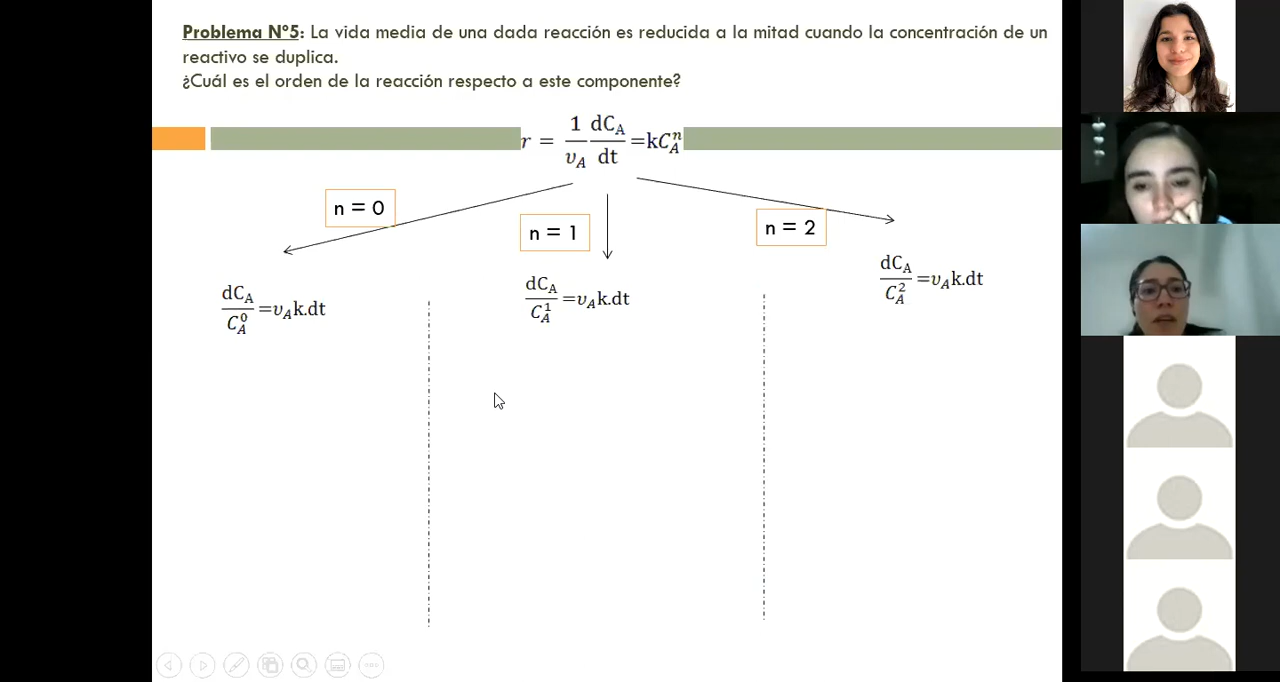 Problema N°5: La vida media de una dada reacción es reducida a la mitad cuando la concentración de un
reactivo se duplica.
¿Cuál es el orden de la reacción respecto a este componente?
r = 1/υ_A dC_A/dt =kC_A^n
n = 0
n = 1
n = 2
dC_A/C_A^0 =υ_A k.dt
dC_A/C_A^1 =υ_A k.dt
dC_A/C_A^2 =υ_A k.dt